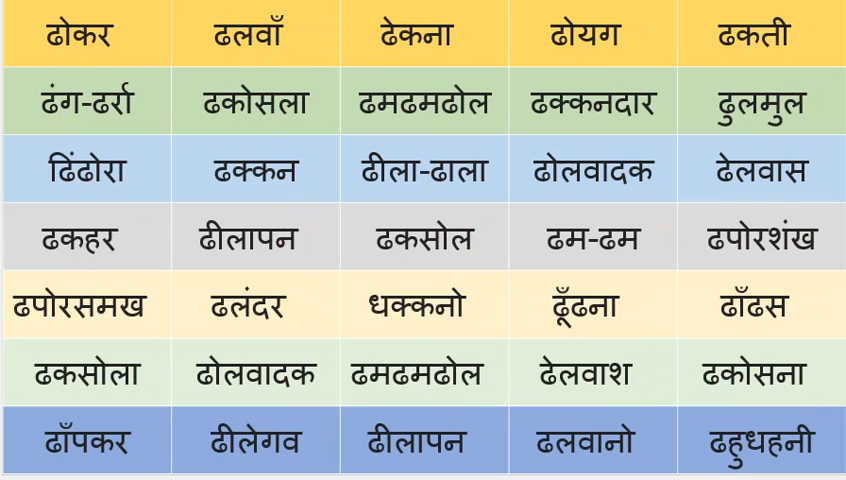 ढोकर ढलवाँ ढेकना ढोयग ढकती
ढंग-ढर्रा ढकोसला ढमढमढोल ढक्कनदार ढुलमुल
ढिंढोरा ढक्कन ढीला-ढाला ढोलवादक ढेलवास
ढकहर ढीलापन ढकसोल ढम-ढम ढपोरशंख
ढपोरसमख ढलंदर धक्कनो ढूँढना ढाँढस
ढकसोला ढोलवादक ढमढमढोल ढेलवाश ढकोसना
ढाँपकर ढीलेगव ढीलापन ढलवानो ढहुधहनी